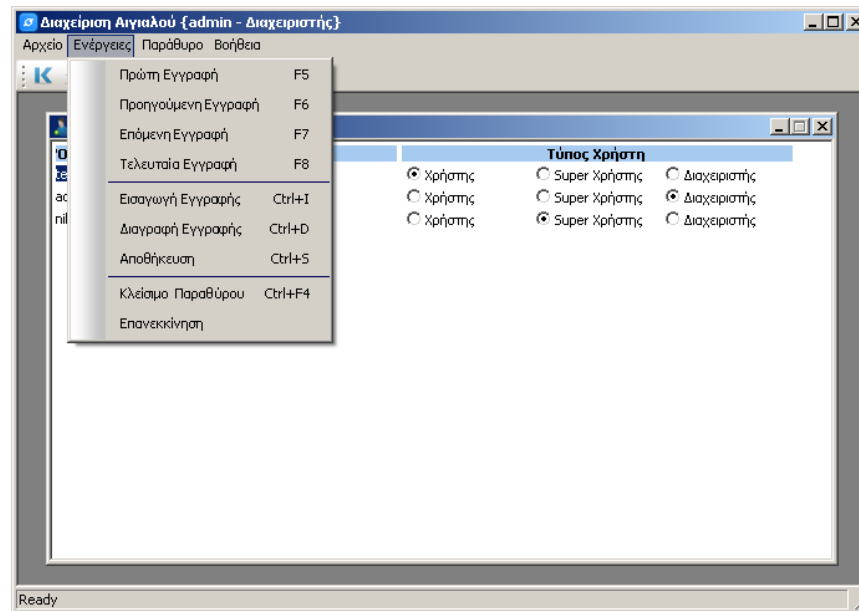 Διαχείριση Αιγιαλού {admin - Διαχειριστής}
Αρχείο Ενέργειες Παράθυρο Βοήθεια
Πρώτη Εγγραφή F5
Προηγούμενη Εγγραφή F6
Επόμενη Εγγραφή F7
Τελευταία Εγγραφή F8
Εισαγωγή Εγγραφής Ctrl+I
Διαγραφή Εγγραφής Ctrl+D
Αποθήκευση Ctrl+S
Κλείσιμο Παραθύρου Ctrl+F4
Επανεκκίνηση
Τύπος Χρήστη
Χρήστης Super Χρήστης Διαχειριστής
Χρήστης Super Χρήστης Διαχειριστής
Χρήστης Super Χρήστης Διαχειριστής
Ready